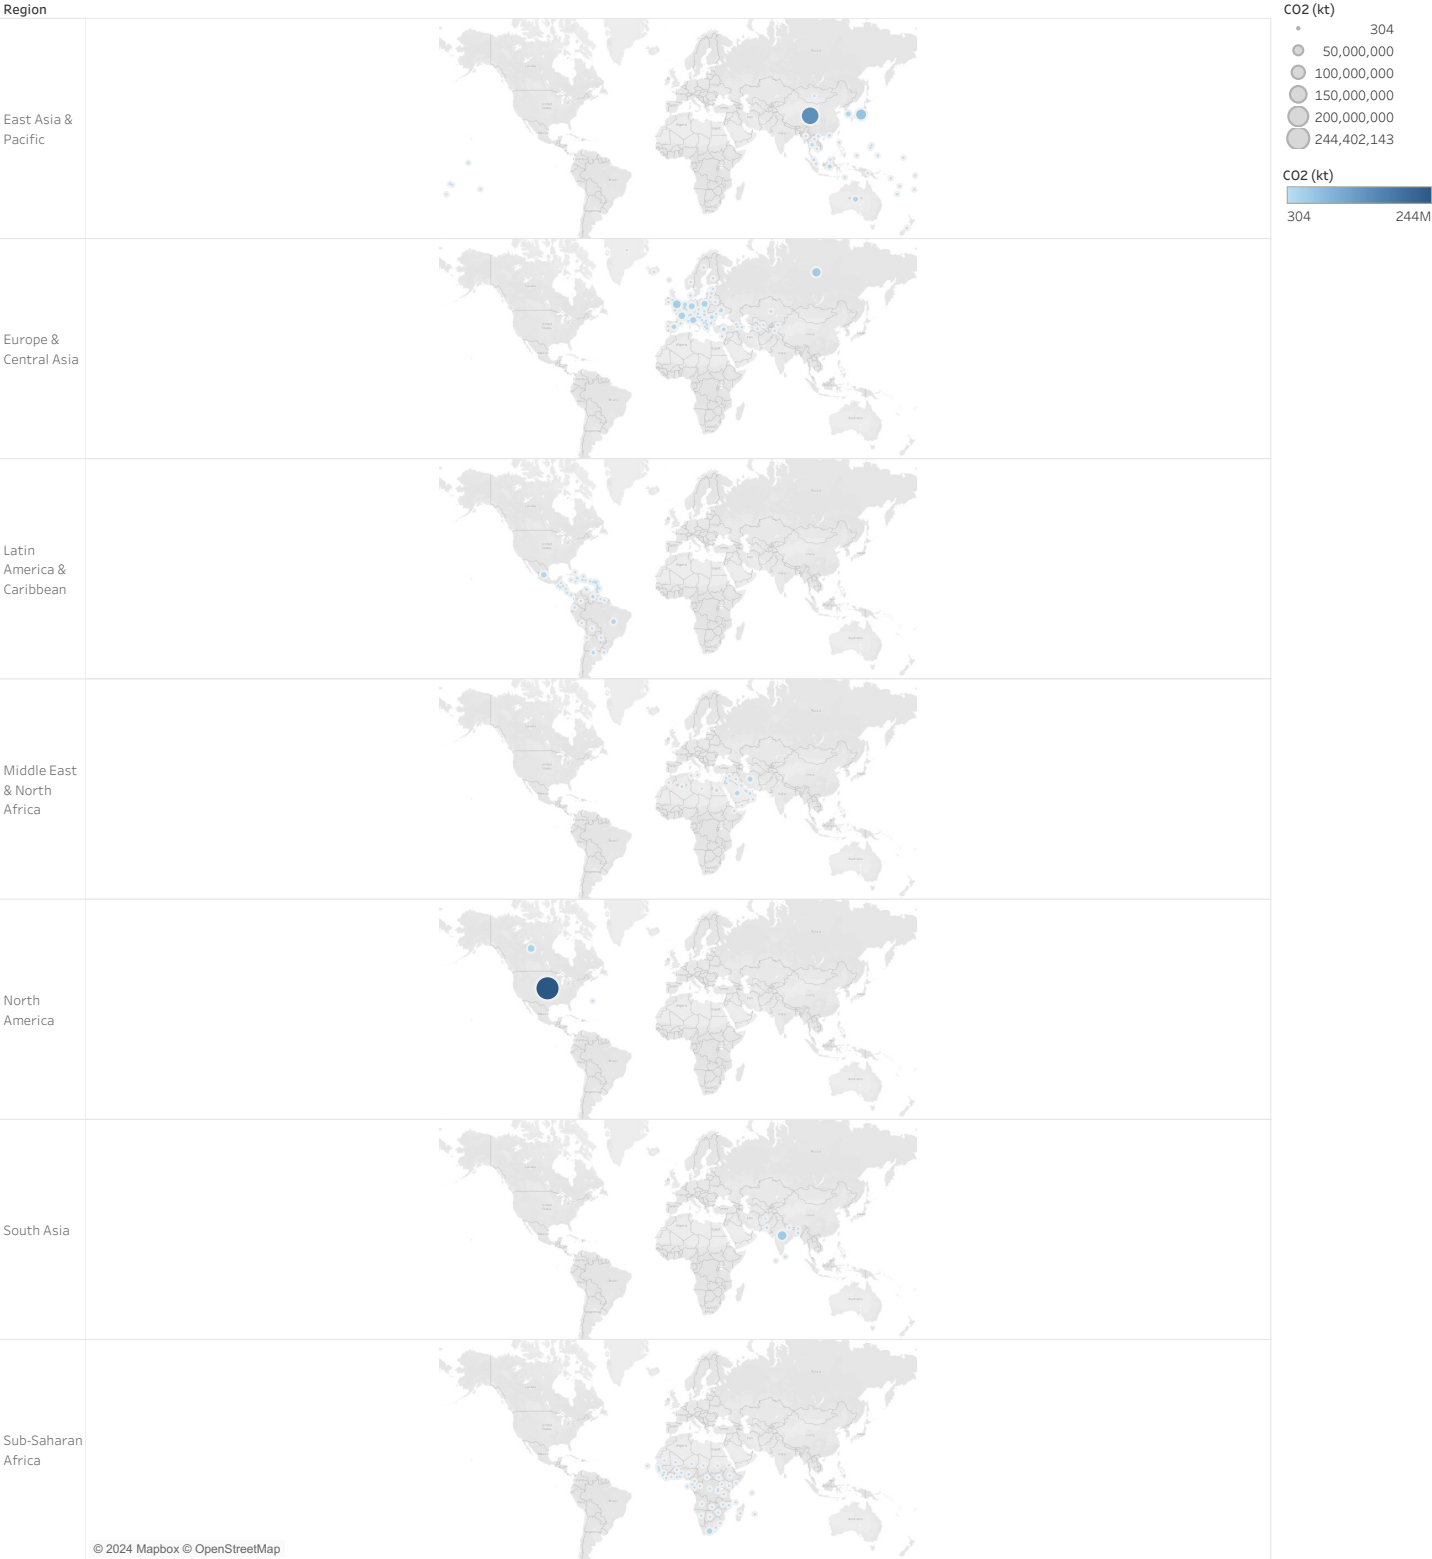 Region
CO2 (kt)
304
50,000,000
100,000,000
150,000,000
200,000,000
244,402,143
CO2 (kt)
304 244M
East Asia &
Pacific
Europe &
Central Asia
Latin
America &
Caribbean
Middle East
& North
Africa
North
America
South Asia
Sub-Saharan
Africa
© 2024 Mapbox © OpenStreetMap